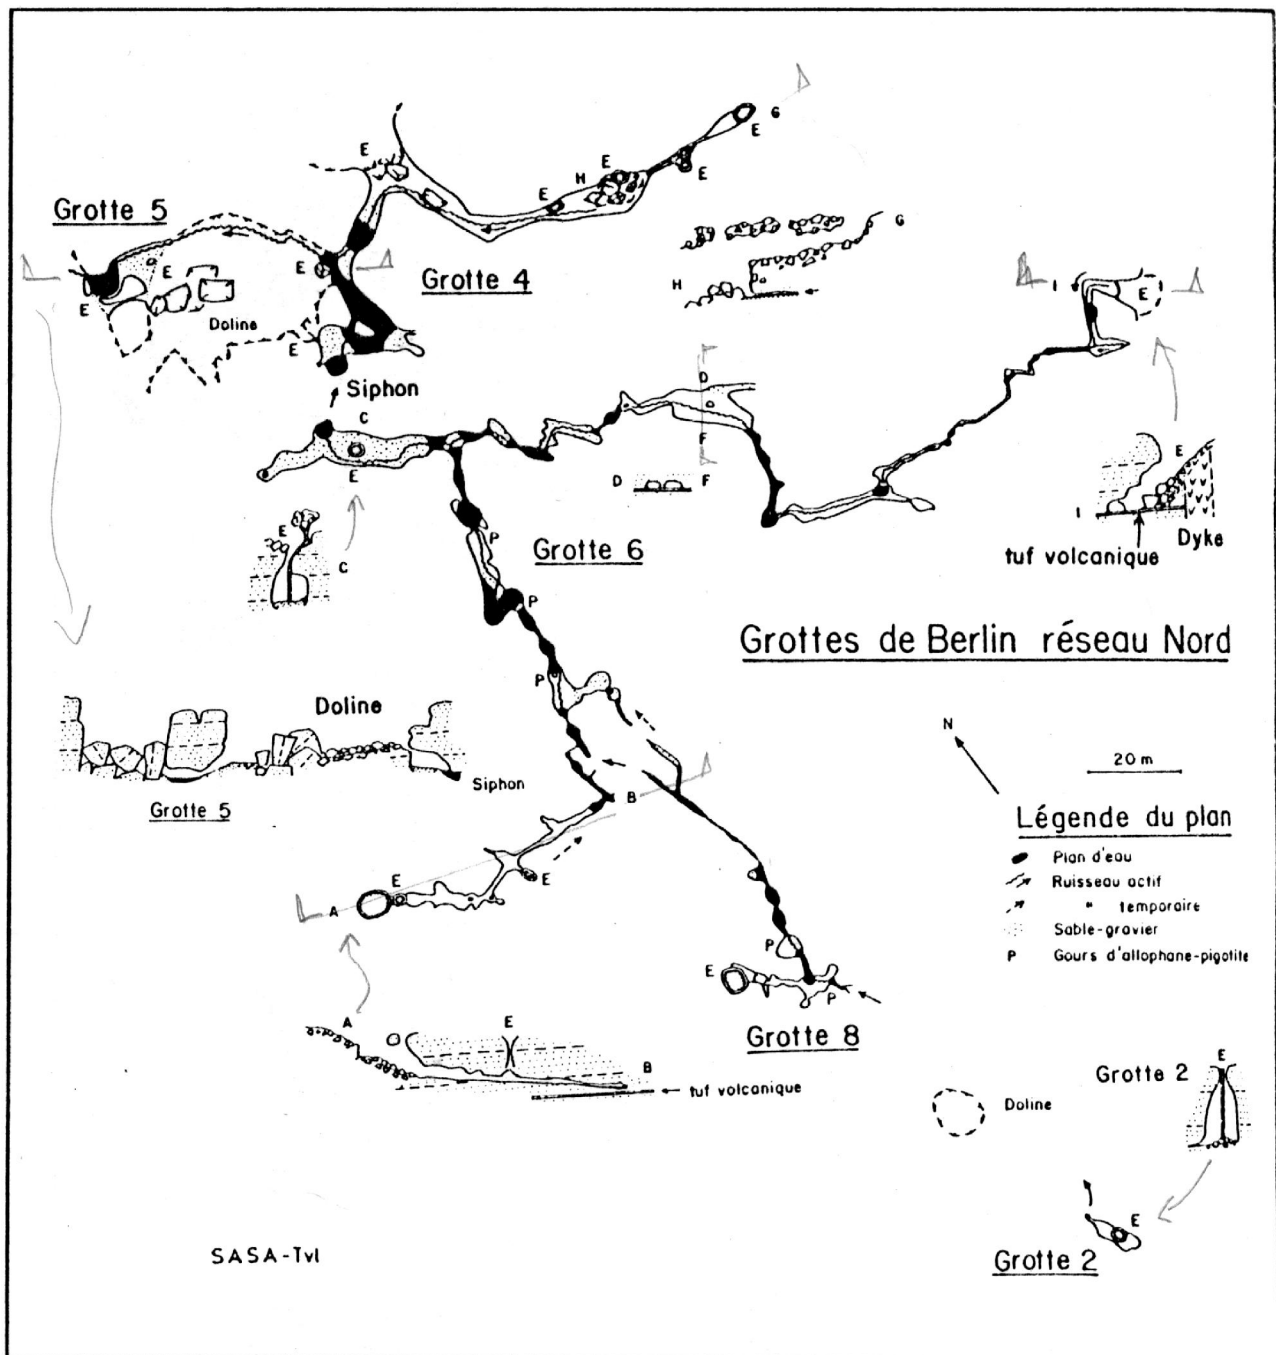 G
E
E
E
E
H
E
Grotte 5
G
E
E
Grotte 4
H
I
E
E
Doline
E
Siphon
D
C
F
E
D
F
E
E
I
Dyke
P
Grotte 6
tuf volcanique
C
P
Grottes de Berlin réseau Nord
P
Doline
N
20 m
Siphon
Grotte 5
B
Légende du plan
Plan d'eau
E
E
Ruisseau actif
A
" temporaire
Sable-gravier
P
P Gours d'allophane-pigotite
E
P
A
E
Grotte 8
B
E
Grotte 2
tuf volcanique
Doline
E
SASA-Tvl
Grotte 2